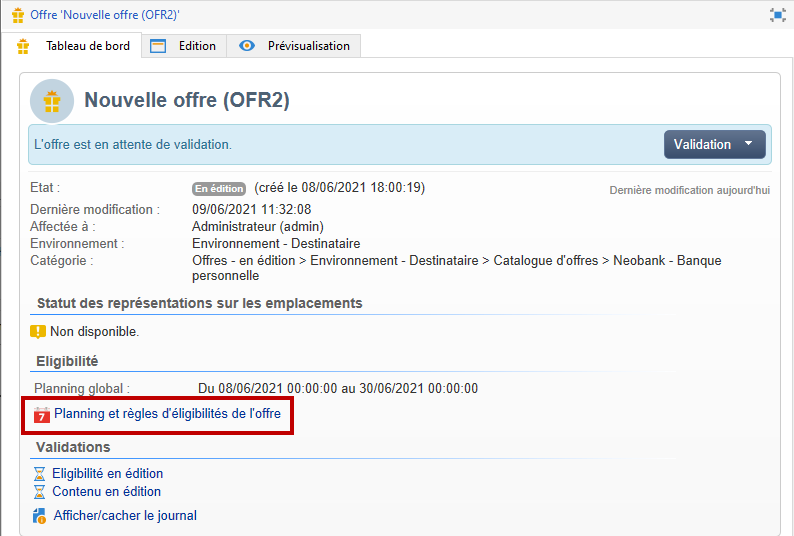 Offre 'Nouvelle offre (OFR2)'
Tableau de bord Edition Prévisualisation
Nouvelle offre (OFR2)
L'offre est en attente de validation. Validation
Etat : En édition (créé le 08/06/2021 18:00:19) Dernière modification aujourd'hui
Dernière modification : 09/06/2021 11:32:08
Affectée à : Administrateur (admin)
Environnement : Environnement - Destinataire
Catégorie : Offres - en édition > Environnement - Destinataire > Catalogue d'offres > Neobank - Banque
personnelle
Statut des représentations sur les emplacements
Non disponible.
Eligibilité
Planning global : Du 08/06/2021 00:00:00 au 30/06/2021 00:00:00
7 Planning et règles d'éligibilités de l'offre
Validations
Eligibilité en édition
Contenu en édition
Afficher/cacher le journal